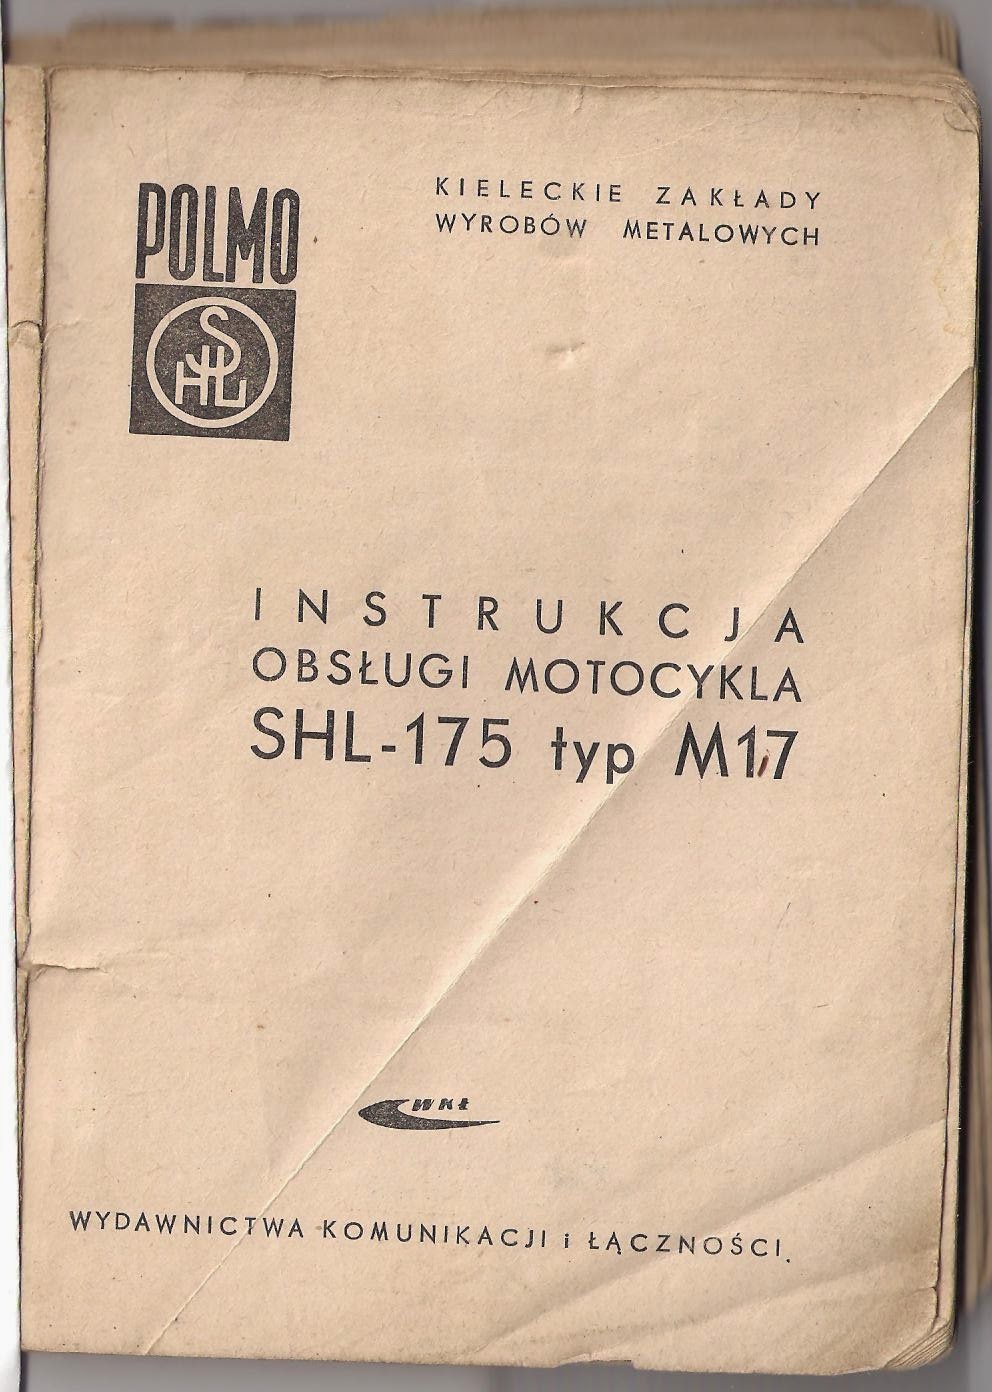 POLMO
SHL
KIELECKIE ZAKŁADY
WYROBÓW METALOWYCH
INSTRUKCJA
OBSŁUGI MOTOCYKLA
SHL-175 typ M17
WKŁ
WYDAWNICTWA KOMUNIKACJI i ŁĄCZNOŚCI